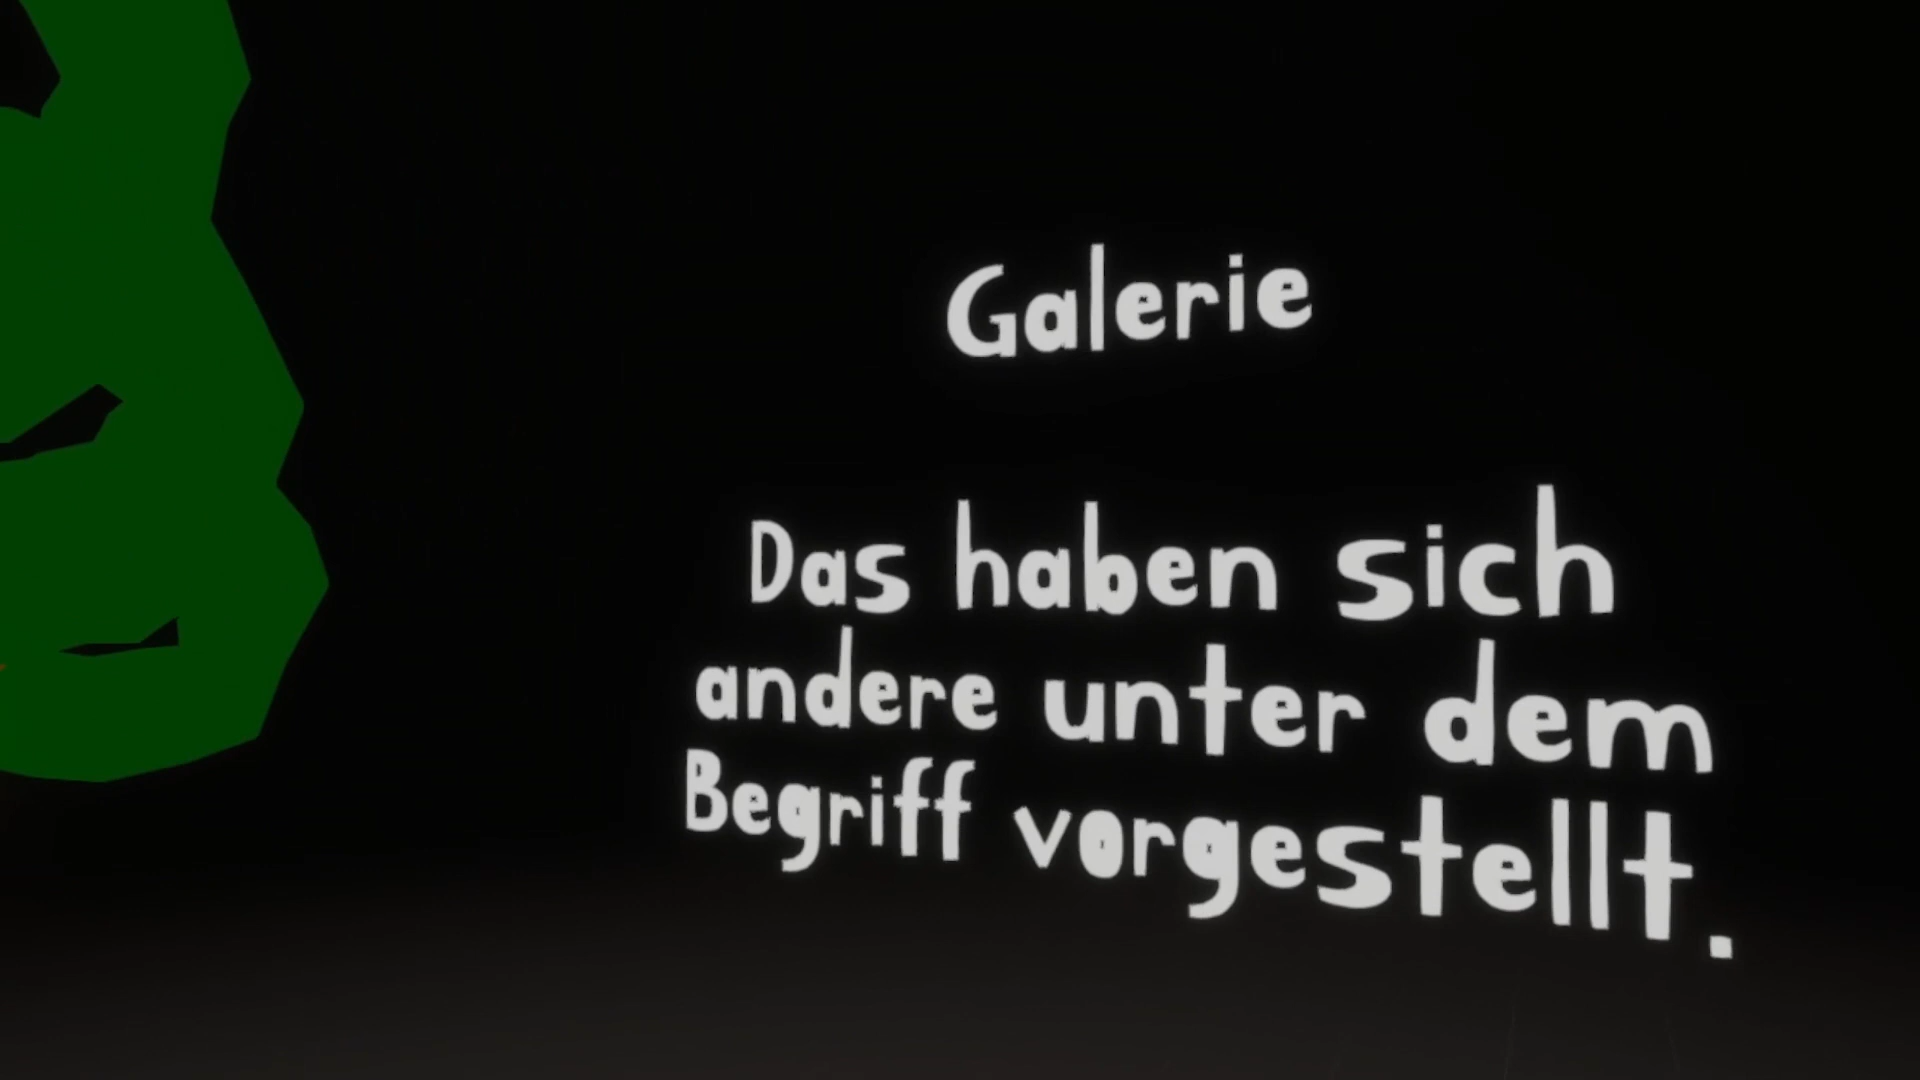 Galerie
Das haben sich
andere unter dem
Begriff vorgestellt.